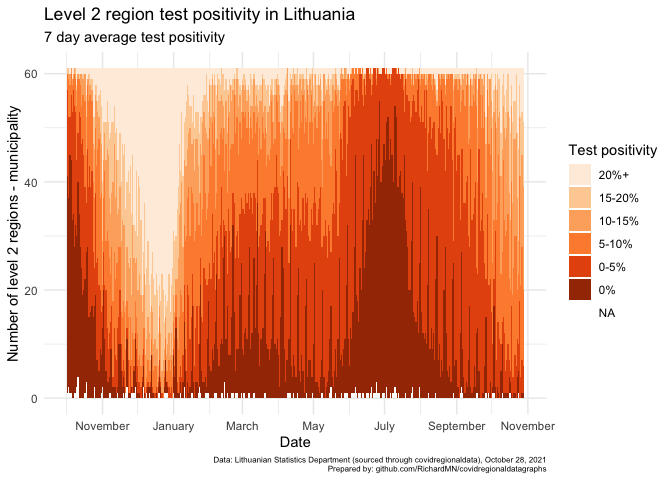 Level 2 region test positivity in Lithuania
7 day average test positivity
Number of level 2 regions - municipality
60
40
20
0
November January March May July September November
Date
Test positivity
20%+
15-20%
10-15%
5-10%
0-5%
0%
NA
Data: Lithuanian Statistics Department (sourced through covidregionaldata), October 28, 2021
Prepared by: github.com/RichardMN/covidregionaldatagraphs